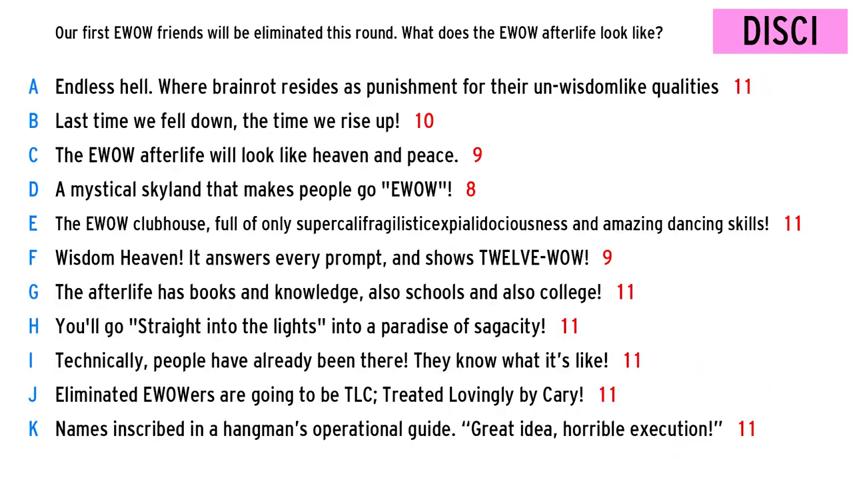 Our first EWOW friends will be eliminated this round. What does the EWOW afterlife look like?
DISCI
A Endless hell. Where brainrot resides as punishment for their un-wisdomlike qualities 11
B Last time we fell down, the time we rise up! 10
C The EWOW afterlife will look like heaven and peace. 9
D A mystical skyland that makes people go "EWOW"! 8
E The EWOW clubhouse, full of only supercalifragilisticexpialidociousness and amazing dancing skills! 11
F Wisdom Heaven! It answers every prompt, and shows TWELVE-WOW! 9
G The afterlife has books and knowledge, also schools and also college! 11
H You'll go "Straight into the lights" into a paradise of sagacity! 11
I Technically, people have already been there! They know what it’s like! 11
J Eliminated EWOWers are going to be TLC; Treated Lovingly by Cary! 11
K Names inscribed in a hangman’s operational guide. “Great idea, horrible execution!” 11